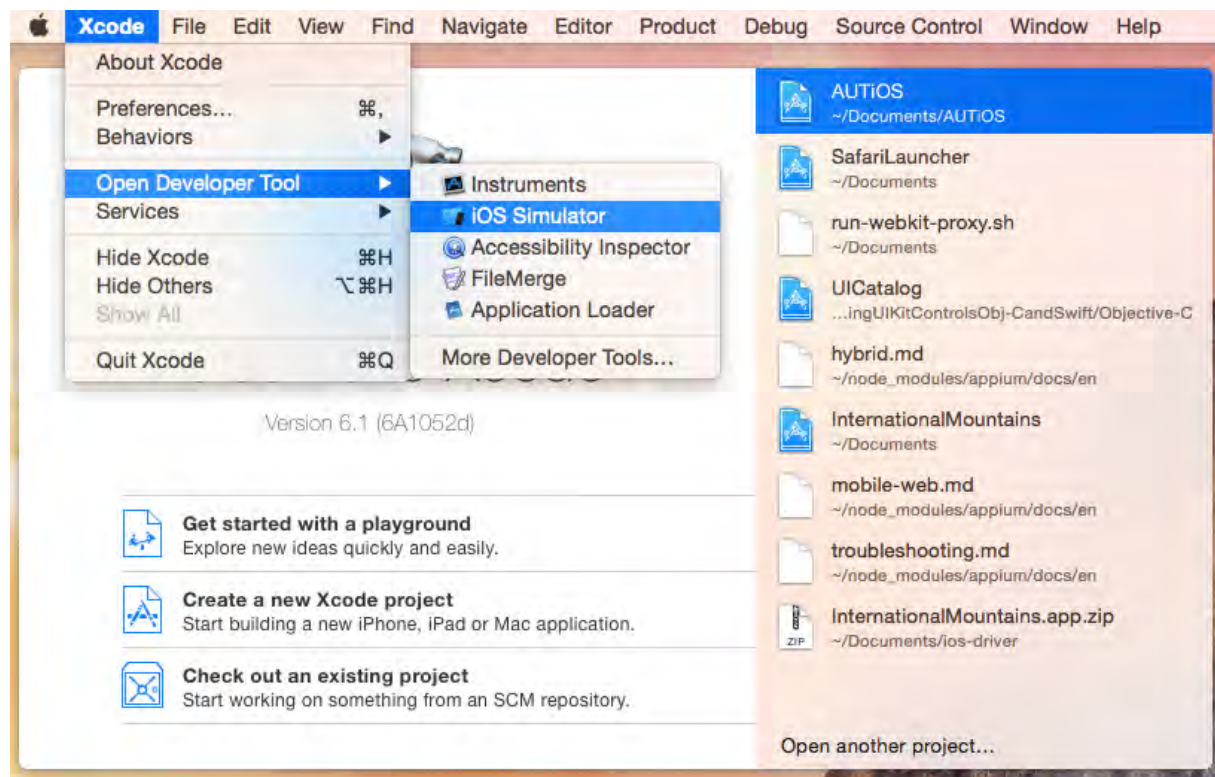 Xcode File Edit View Find Navigate Editor Product Debug Source Control Window Help
About Xcode
Preferences... ⌘,
Behaviors ▶
Open Developer Tool ▶
Services ▶
Hide Xcode ⌘H
Hide Others ⌥⌘H
Show All
Quit Xcode ⌘Q
Instruments
iOS Simulator
Accessibility Inspector
FileMerge
Application Loader
More Developer Tools...
Version 6.1 (6A1052d)
Get started with a playground
Explore new ideas quickly and easily.
Create a new Xcode project
Start building a new iPhone, iPad or Mac application.
Check out an existing project
Start working on something from an SCM repository.
AUTiOS
~/Documents/AUTiOS
SafariLauncher
~/Documents
run-webkit-proxy.sh
~/Documents
UICatalog
...ingUIKitControlsObj-CandSwift/Objective-C
hybrid.md
~/node_modules/appium/docs/en
InternationalMountains
~/Documents
mobile-web.md
~/node_modules/appium/docs/en
troubleshooting.md
~/node_modules/appium/docs/en
InternationalMountains.app.zip
~/Documents/ios-driver
ZIP
Open another project...